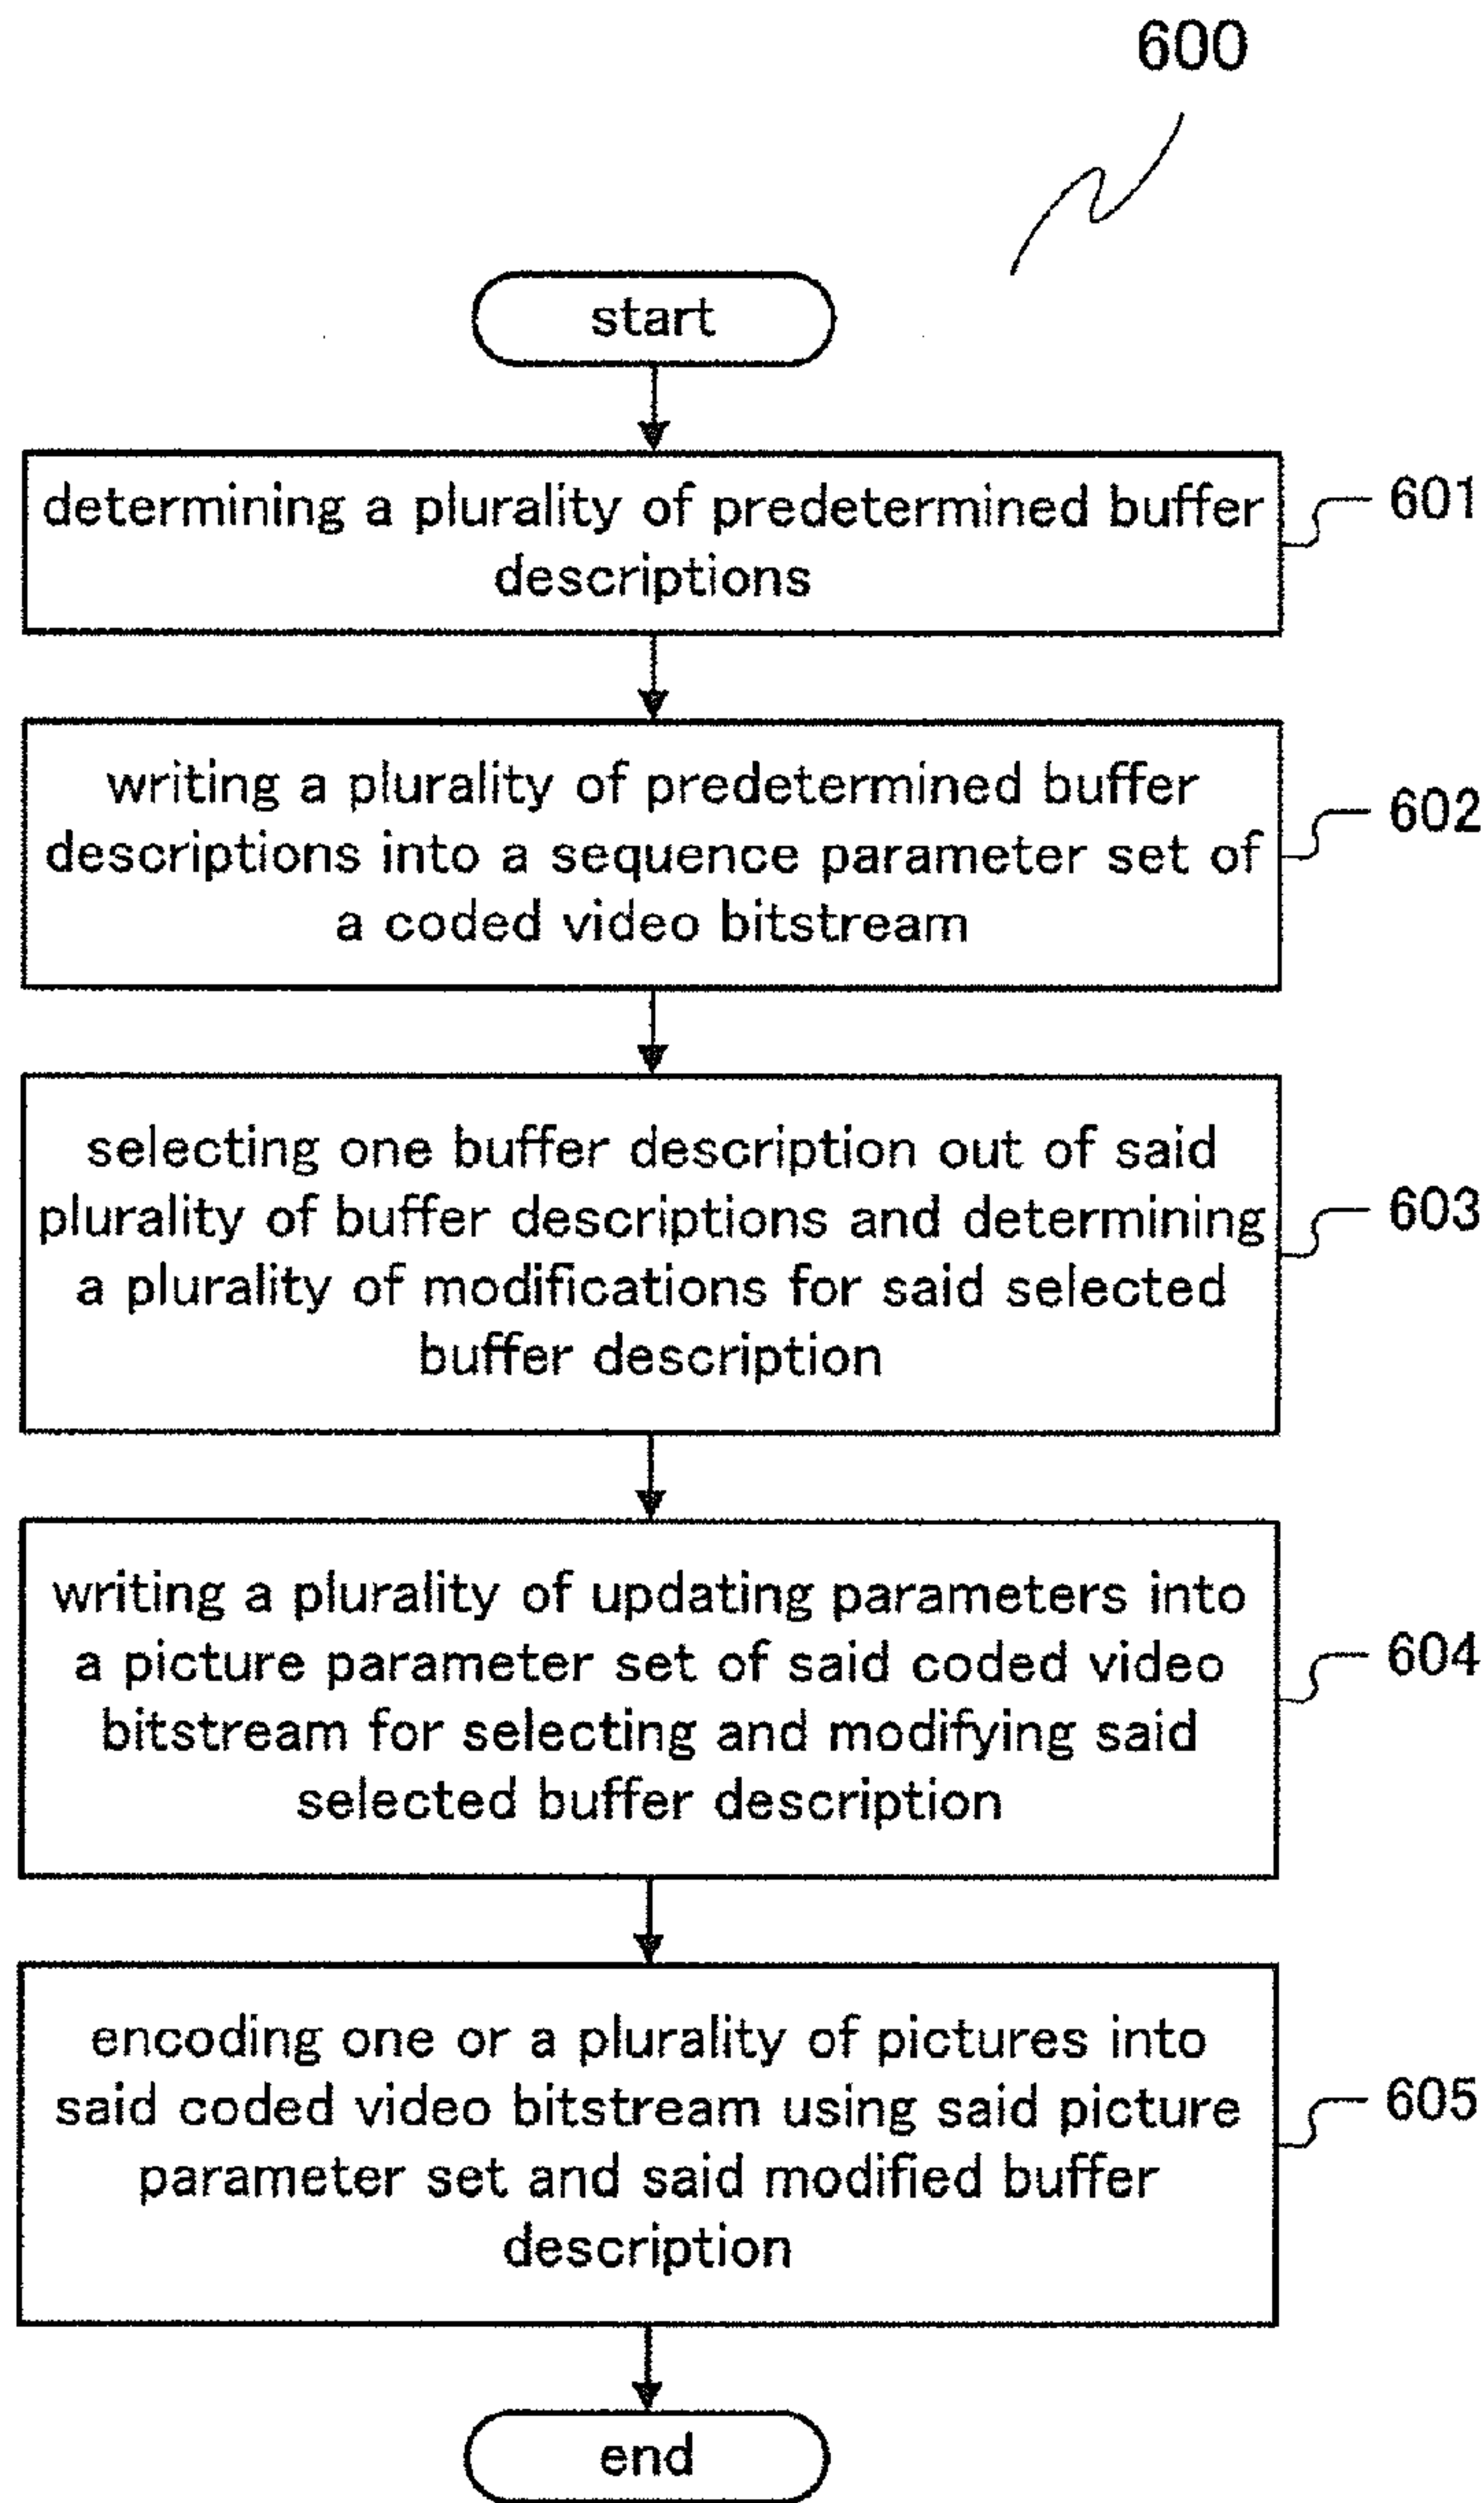 600
start
determining a plurality of predetermined buffer
descriptions
601
writing a plurality of predetermined buffer
descriptions into a sequence parameter set of
a coded video bitstream
602
selecting one buffer description out of said
plurality of buffer descriptions and determining
a plurality of modifications for said selected
buffer description
603
writing a plurality of updating parameters into
a picture parameter set of said coded video
bitstream for selecting and modifying said
selected buffer description
604
encoding one or a plurality of pictures into
said coded video bitstream using said picture
parameter set and said modified buffer
description
605
end